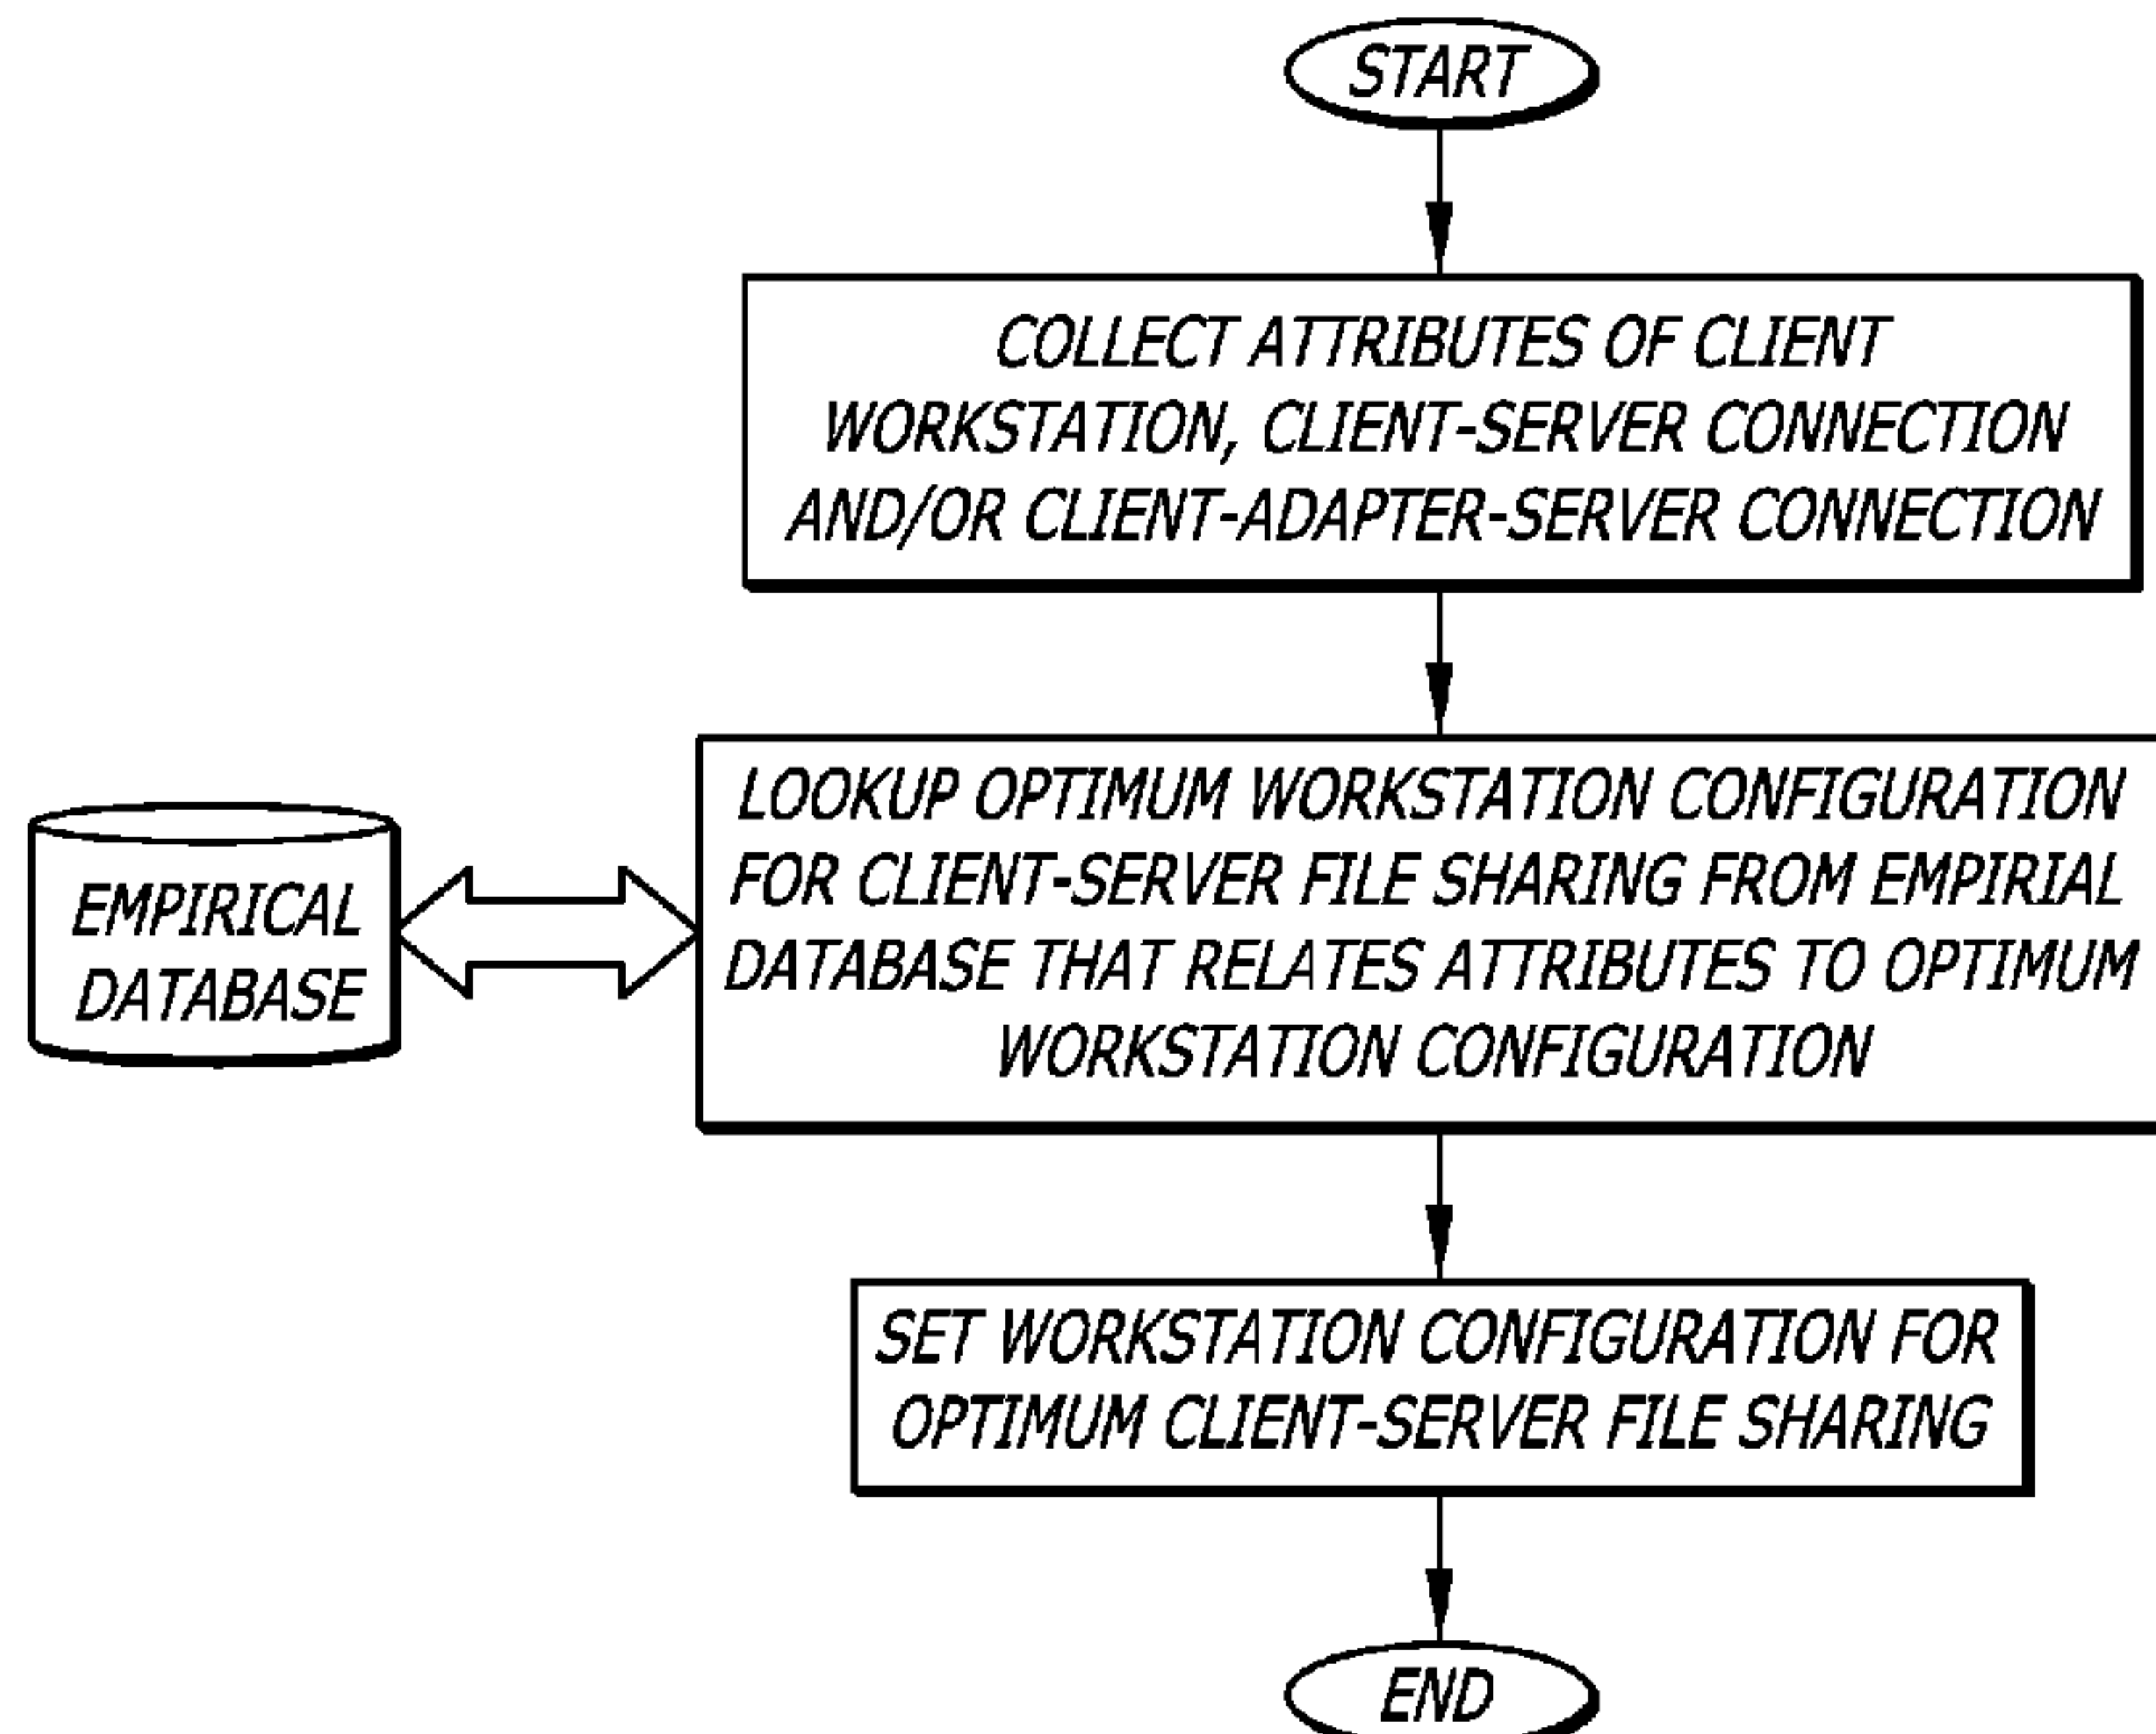 START
COLLECT ATTRIBUTES OF CLIENT
WORKSTATION, CLIENT-SERVER CONNECTION
AND/OR CLIENT-ADAPTER-SERVER CONNECTION
LOOKUP OPTIMUM WORKSTATION CONFIGURATION
FOR CLIENT-SERVER FILE SHARING FROM EMPIRIAL
DATABASE THAT RELATES ATTRIBUTES TO OPTIMUM
WORKSTATION CONFIGURATION
EMPIRICAL
DATABASE
SET WORKSTATION CONFIGURATION FOR
OPTIMUM CLIENT-SERVER FILE SHARING
END